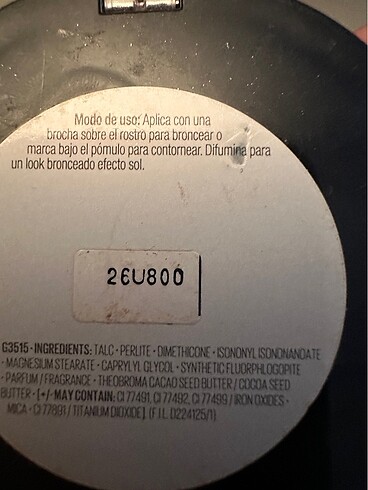 Modo de uso: Aplica con una
brocha sobre el rostro para broncear o
marca bajo el pómulo para contornear. Difumina para
un look bronceado efecto sol.
26U800
G3515 • INGREDIENTS: TALC • PERLITE • DIMETHICONE • ISONONYL ISONONANOATE
• MAGNESIUM STEARATE • CAPRYLYL GLYCOL • SYNTHETIC FLUORPHLOGOPITE
• PARFUM / FRAGRANCE • THEOBROMA CACAO SEED BUTTER / COCOA SEED
BUTTER • [+/- MAY CONTAIN: CI 77491, CI 77492, CI 77499 / IRON OXIDES •
MICA • CI 77891 / TITANIUM DIOXIDE]. (F.I.L. D224125/1)